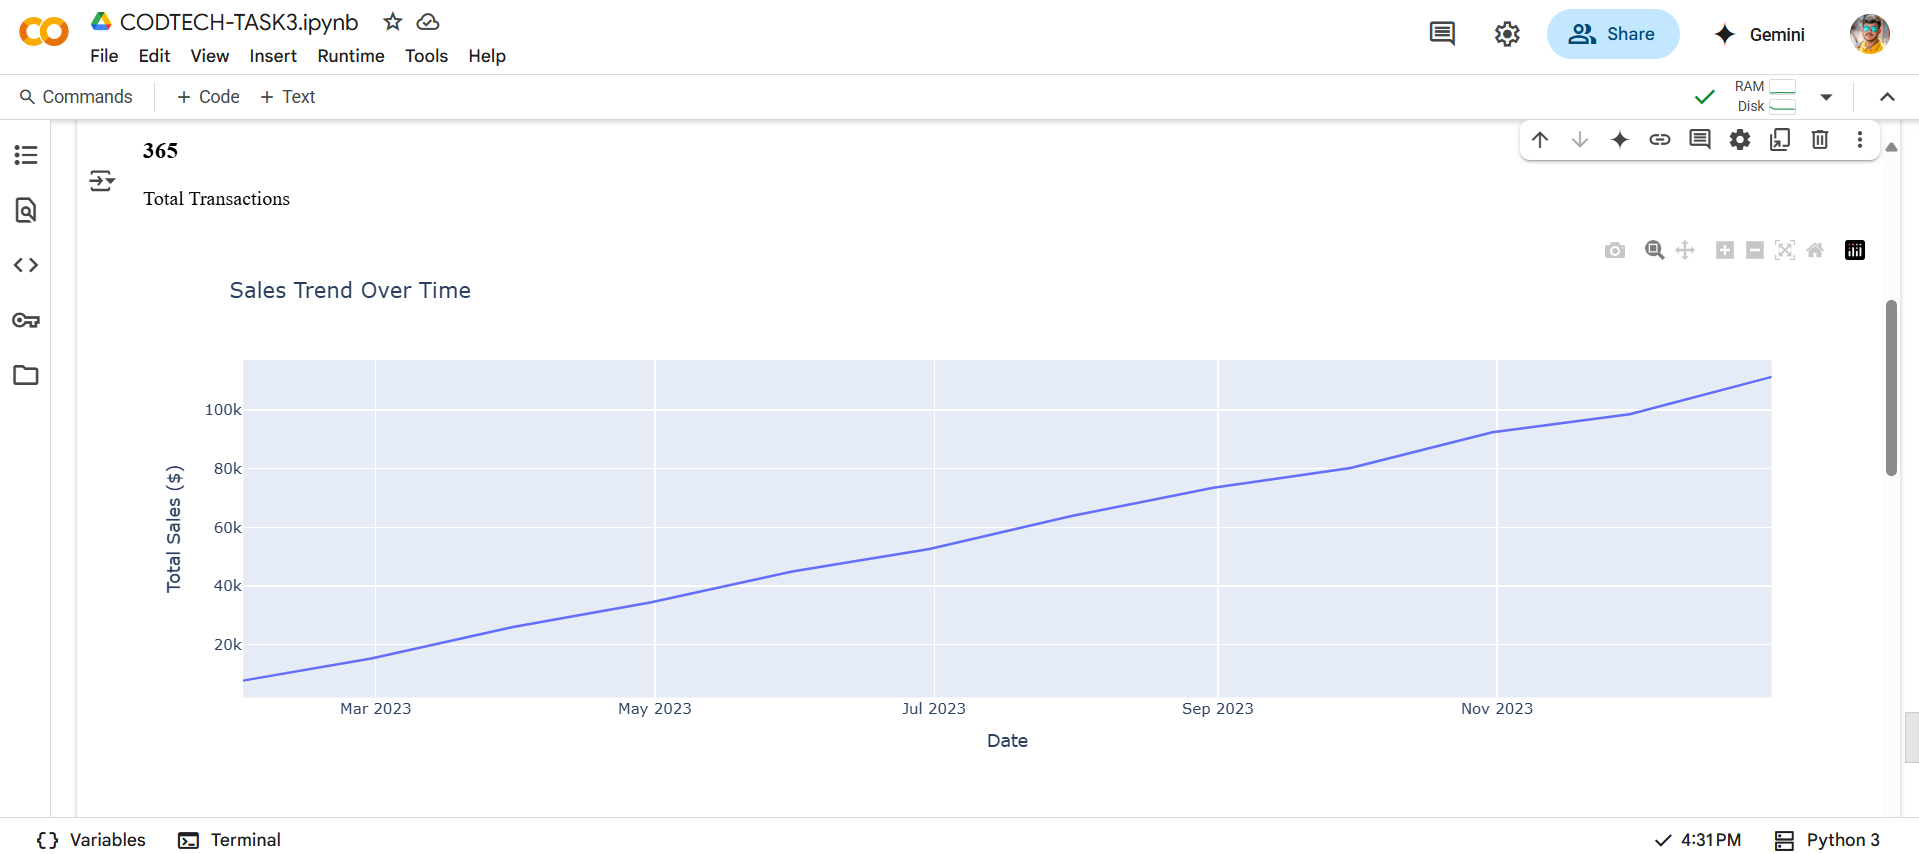 CODTECH-TASK3.ipynb
File Edit View Insert Runtime Tools Help
Share
Gemini
Commands + Code + Text
RAM
Disk
365
Total Transactions
Sales Trend Over Time
100k
80k
60k
40k
20k
Total Sales ($)
Mar 2023 May 2023 Jul 2023 Sep 2023 Nov 2023
Date
Variables Terminal
4:31PM Python 3